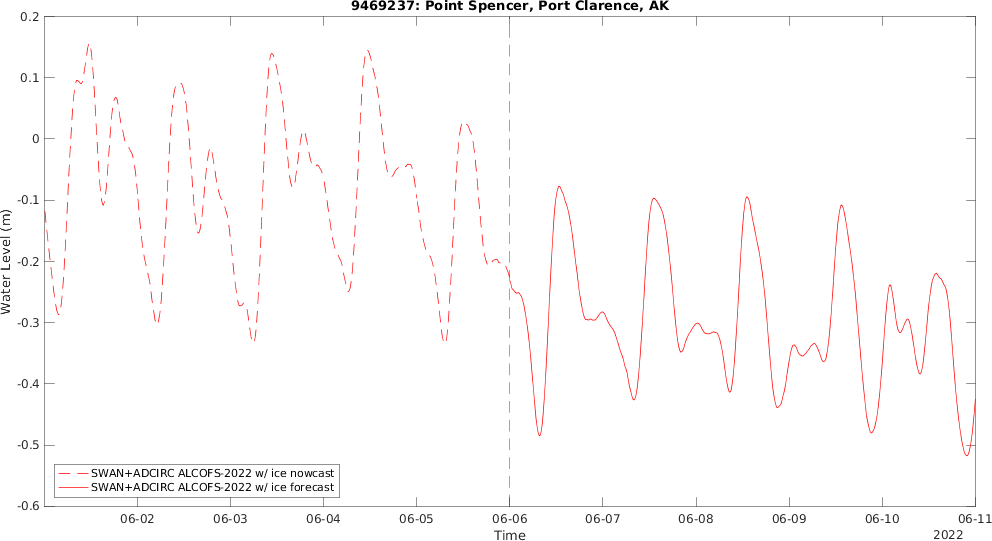 9469237: Point Spencer, Port Clarence, AK
Water Level (m)
0.2
0.1
0
-0.1
-0.2
-0.3
-0.4
-0.5
-0.6
SWAN+ADCIRC ALCOFS-2022 w/ ice nowcast
SWAN+ADCIRC ALCOFS-2022 w/ ice forecast
06-02 06-03 06-04 06-05 06-06 06-07 06-08 06-09 06-10 06-11
Time
2022